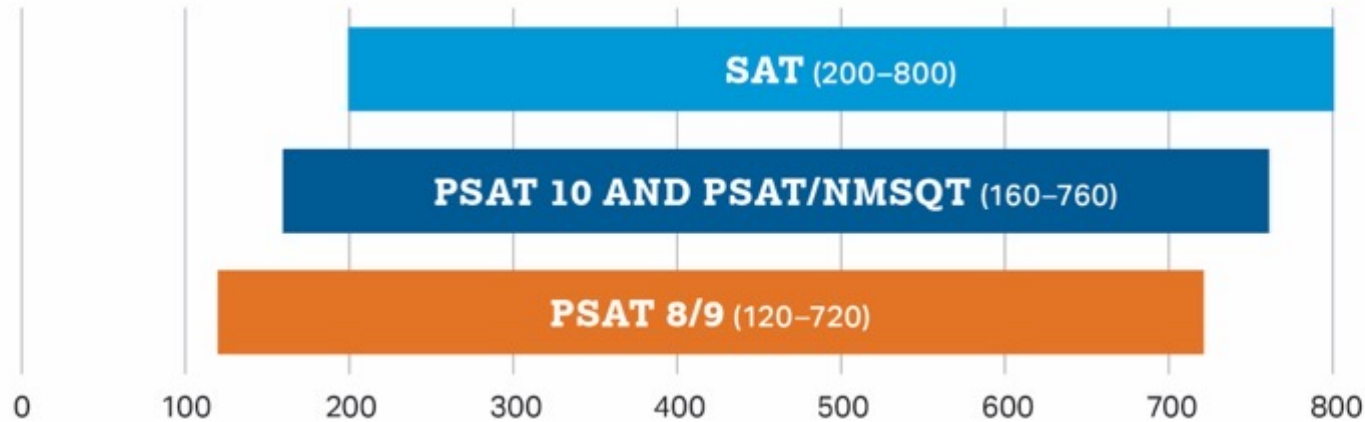 SAT (200–800)
PSAT 10 AND PSAT/NMSQT (160–760)
PSAT 8/9 (120–720)
0 100 200 300 400 500 600 700 800